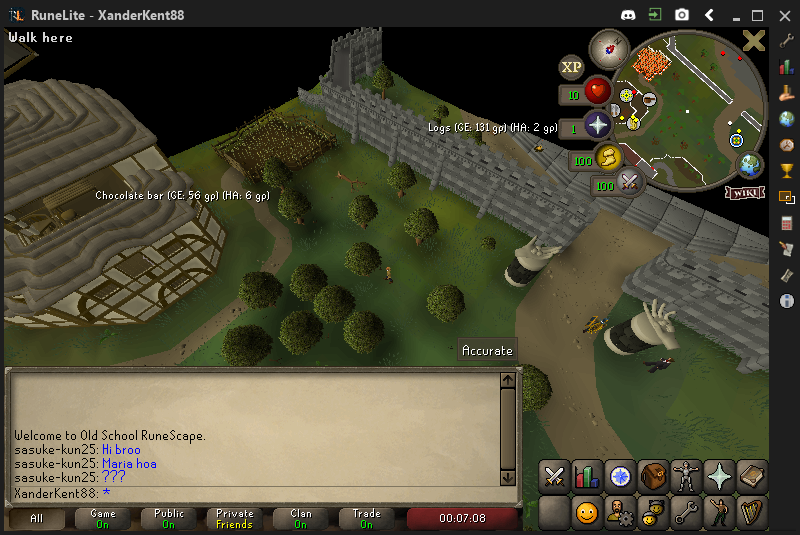 RuneLite - XanderKent88
Walk here
XP
10
Logs (GE: 131 gp) (HA: 2 gp)
1
100
100
WIKI
Chocolate bar (GE: 56 gp) (HA: 6 gp)
Accurate
Welcome to Old School RuneScape.
sasuke-kun25: Hi broo
sasuke-kun25: Maria hoa
sasuke-kun25: ???
XanderKent88: *
All
Game
On
Public
On
Private
Friends
Clan
On
Trade
On
00:07:08